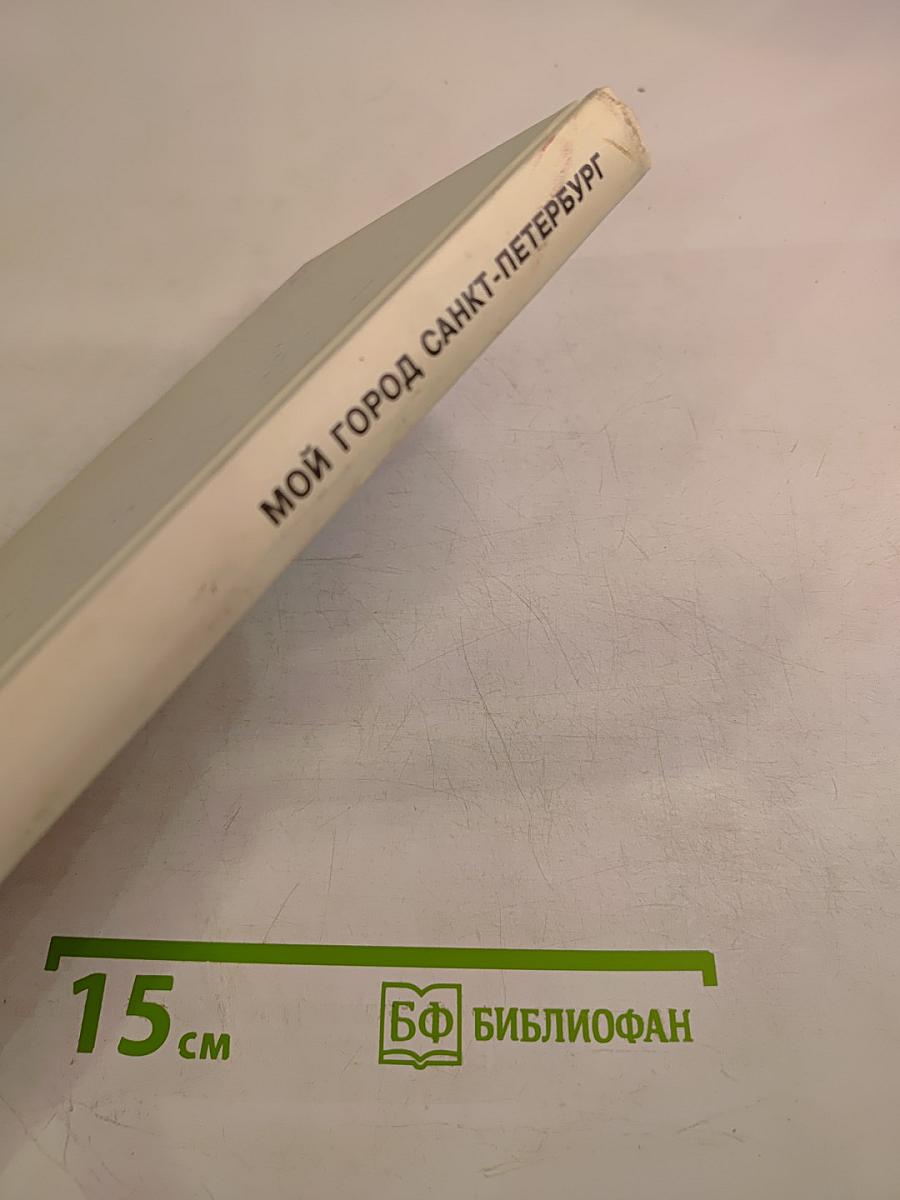 МОЙ ГОРОД САНКТ-ПЕТЕРБУРГ
15 см
БФ БИБЛИОФАН